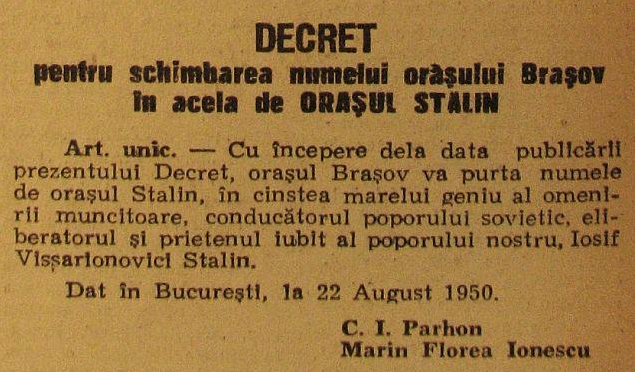 DECRET
pentru schimbarea numelui orășului Brașov
în acela de ORAȘUL STALIN
Art. unic. — Cu începere dela data publicării
prezentului Decret, orașul Brașov va purta numele
de orașul Stalin, în cinstea marelui geniu al omeni-
rii muncitoare, conducătorul poporului sovietic, eli-
beratorul și prietenul iubit al poporului nostru, Iosif
Vissarionovici Stalin.
Dat în București, la 22 August 1950.
C. I. Parhon
Marin Florea Ionescu